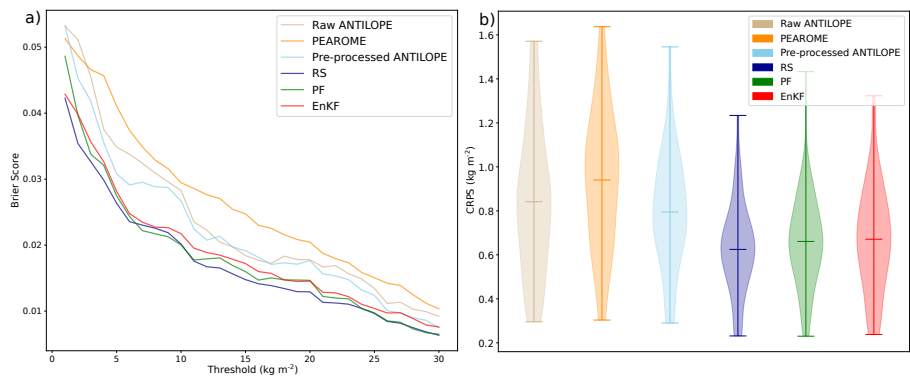 a)
Raw ANTILOPE
PEAROME
Pre-processed ANTILOPE
RS
PF
EnKF
0.05
0.04
0.03
0.02
0.01
Brier Score
0 5 10 15 20 25 30
Threshold (kg m⁻²)
b)
Raw ANTILOPE
PEAROME
Pre-processed ANTILOPE
RS
PF
EnKF
1.6
1.4
1.2
1.0
0.8
0.6
0.4
0.2
CRPS (kg m⁻²)